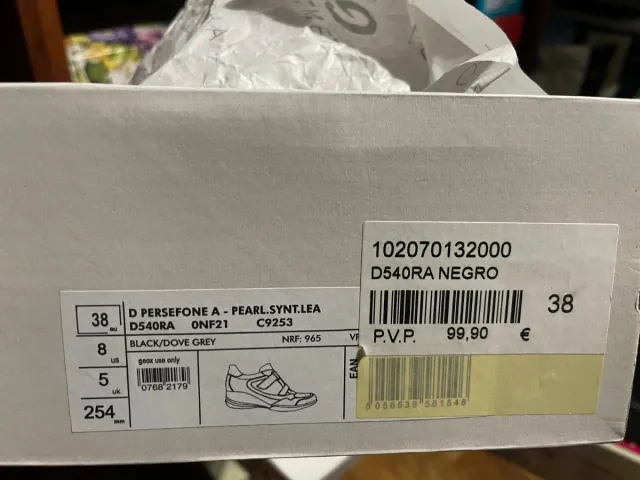 102070132000
D540RA NEGRO
38
P.V.P. 99,90 €
38 eu
8 us
5 uk
254 mm
D PERSEFONE A - PEARL.SYNT.LEA
D540RA 0NF21 C9253
BLACK/DOVE GREY NRF: 965
geox use only
0768 2179
EAN